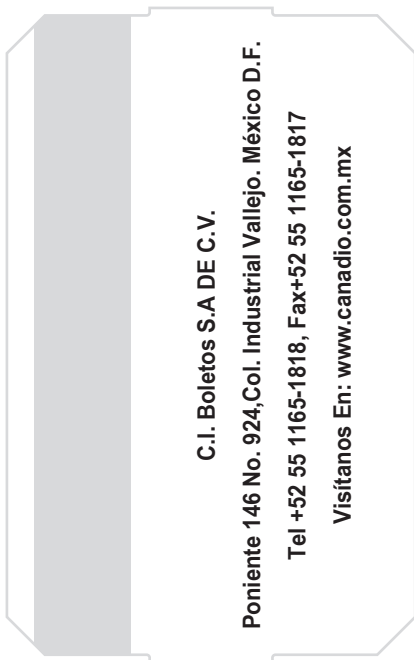 C.I. Boletos S.A DE C.V.
Poniente 146 No. 924,Col. Industrial Vallejo. México D.F.
Tel +52 55 1165-1818, Fax+52 55 1165-1817
Visítanos En: www.canadio.com.mx